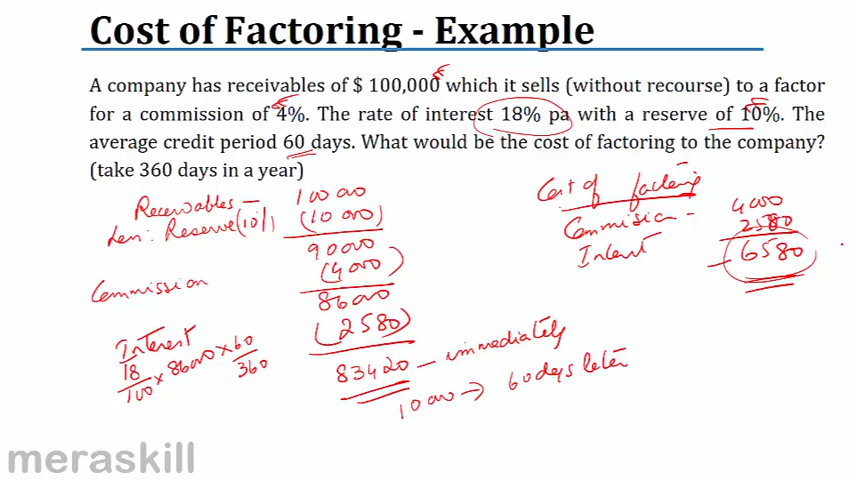 Cost of Factoring - Example
A company has receivables of $ 100,000 which it sells (without recourse) to a factor
for a commission of 4%. The rate of interest 18% pa with a reserve of 10%. The
average credit period 60 days. What would be the cost of factoring to the company?
(take 360 days in a year)
Receivables - 100000
Less: Reserve (10%) (10000)
90000
Commission (4000)
86000
Interest (2580)
18/100 × 86000 × 60/360
83420 - immediately
10000 → 60 days later
Cost of factoring
Commission - 4000
Interest 2580
6580
meraskill